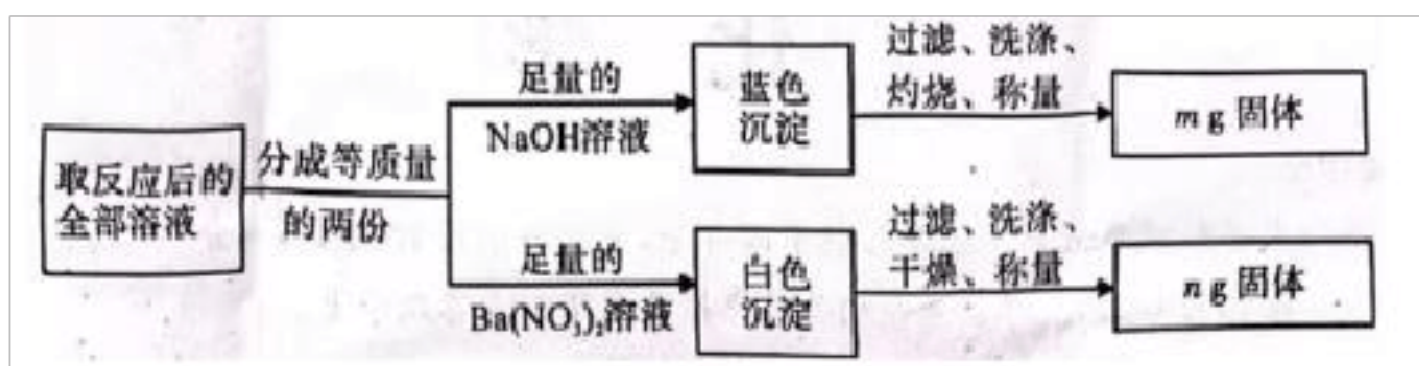 取反应后的
全部溶液
分成等质量
的两份
足量的
NaOH溶液
蓝色
沉淀
过滤、洗涤、
灼烧、称量
m g 固体
足量的
Ba(NO₃)₂溶液
白色
沉淀
过滤、洗涤、
干燥、称量
n g 固体